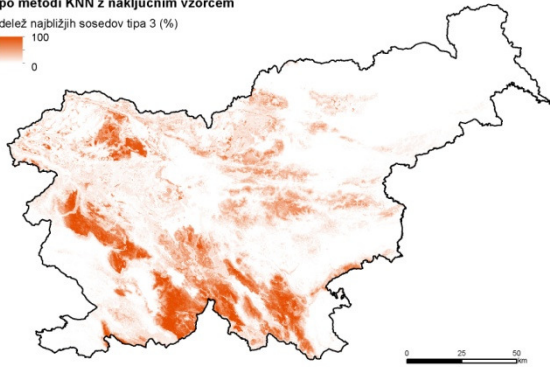 po metodi KNN z naključnim vzorcem
delež najbližjih sosedov tipa 3 (%)
100
0
0 25 50
km